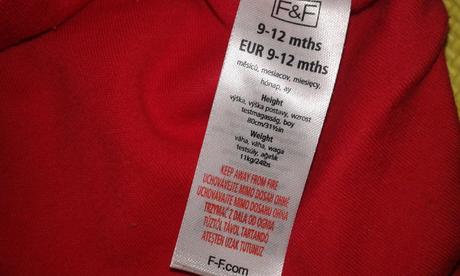 F&F
9-12 mths
EUR 9-12 mths
měsíců, mesiacov, miesięcy,
hónap, ay
Height
výška, výška postavy, wzrost
testmagasság, boy
80cm/31½in
Weight
váha, váha, waga
testsúly, ağırlık
11kg/24lbs
KEEP AWAY FROM FIRE
UCHOVÁVEJTE MIMO DOSAH OHNĚ
UCHOVÁVAJTE MIMO DOSAHU OHŇA
TRZYMAĆ Z DALA OD OGNIA
TŰZTŐL TÁVOL TARTANDÓ
ATEŞTEN UZAK TUTUNUZ
F-F.com